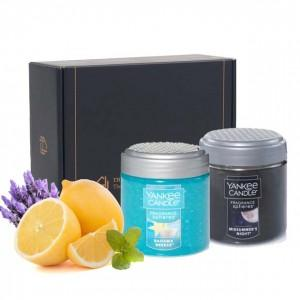 YANKEE
CANDLE
FRAGRANCE
spheres
BAHAMA
BREEZE
YANKEE
CANDLE
FRAGRANCE
spheres
MIDSUMMER'S
NIGHT